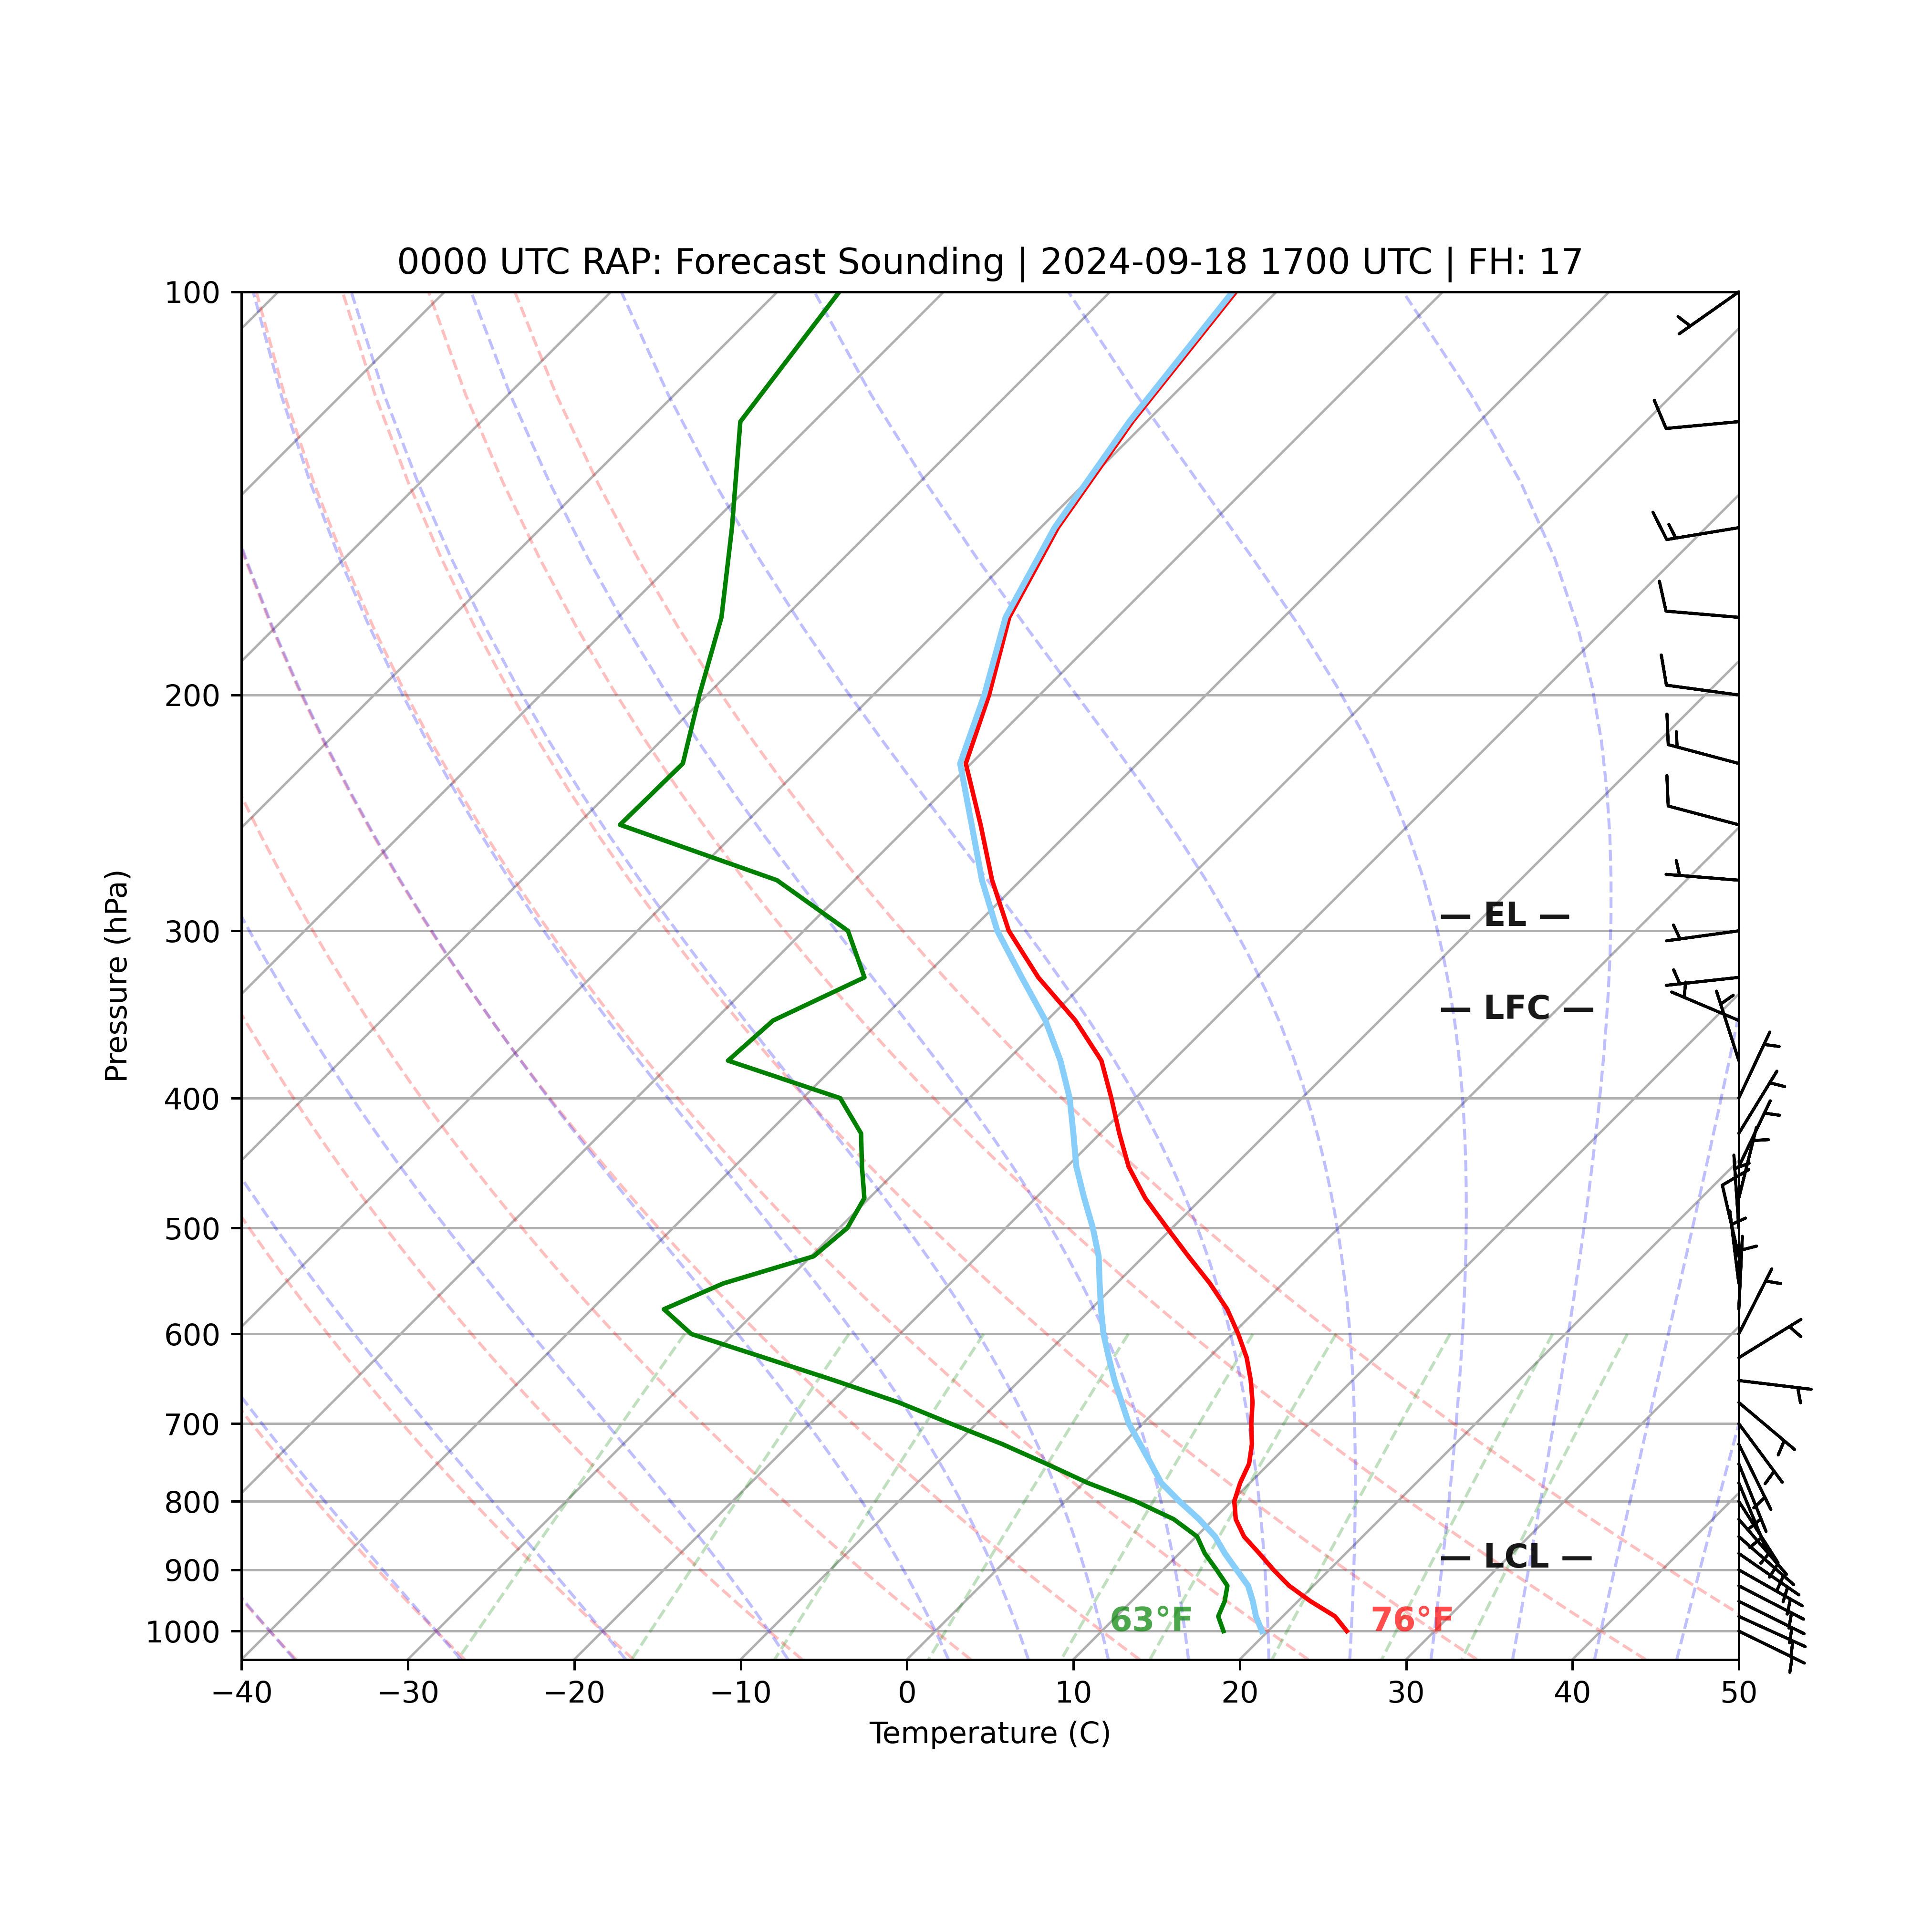 0000 UTC RAP: Forecast Sounding | 2024-09-18 1700 UTC | FH: 17
100
200
300
400
500
600
700
800
900
1000
Pressure (hPa)
— EL —
— LFC —
— LCL —
63°F
76°F
−40 −30 −20 −10 0 10 20 30 40 50
Temperature (C)